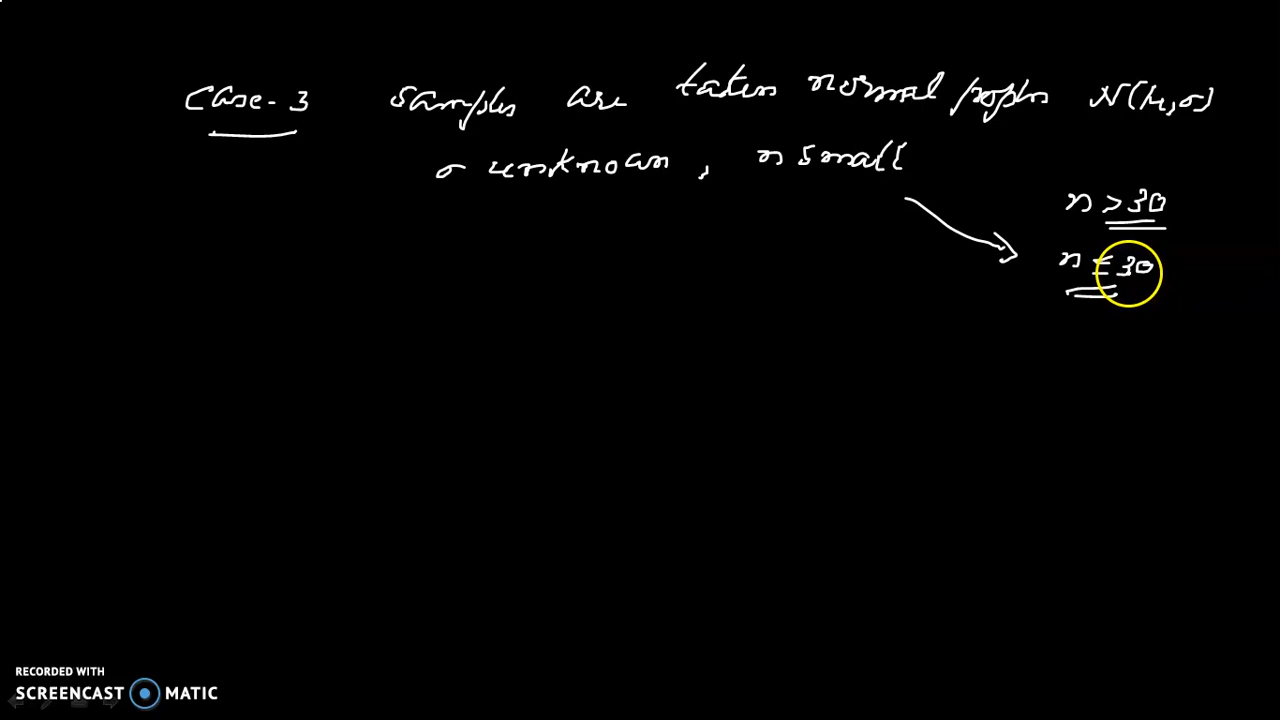 Case-3 samples are taken normal popln N(μ,σ)
σ unknown, n small
n > 30
n ≤ 30
RECORDED WITH
SCREENCAST MATIC